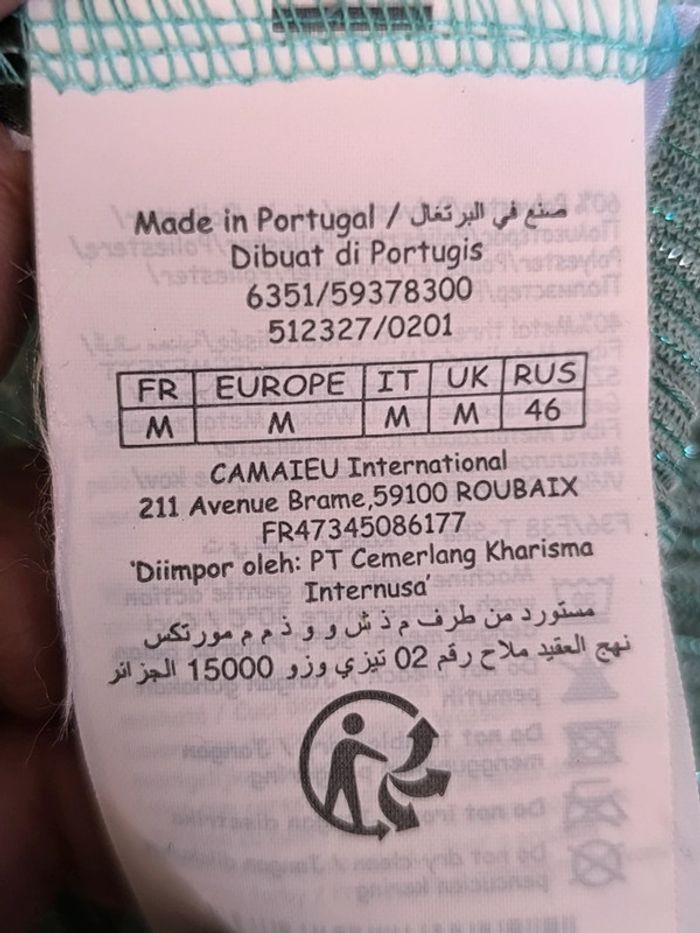 Made in Portugal / صنع في البرتغال
Dibuat di Portugis
6351/59378300
512327/0201
FR EUROPE IT UK RUS
M M M M 46
CAMAIEU International
211 Avenue Brame,59100 ROUBAIX
FR47345086177
'Diimpor oleh: PT Cemerlang Kharisma
Internusa'
مستورد من طرف م ذ ش و و ذ م م مورتكس
نهج العقيد ملاح رقم 02 تيزي وزو 15000 الجزائر